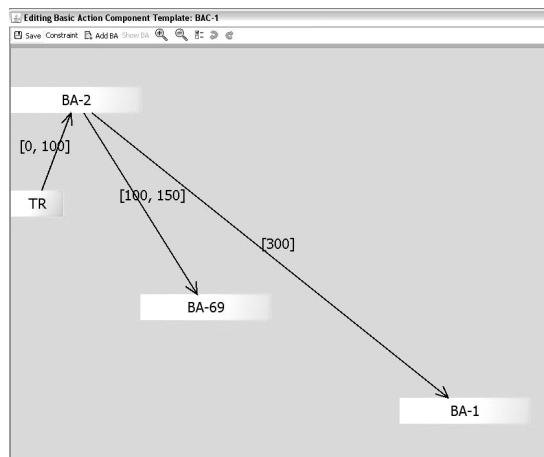 Editing Basic Action Component Template: BAC-1
Save Constraint Add BA Show BA
BA-2
[0, 100]
TR
[100, 150]
[300]
BA-69
BA-1